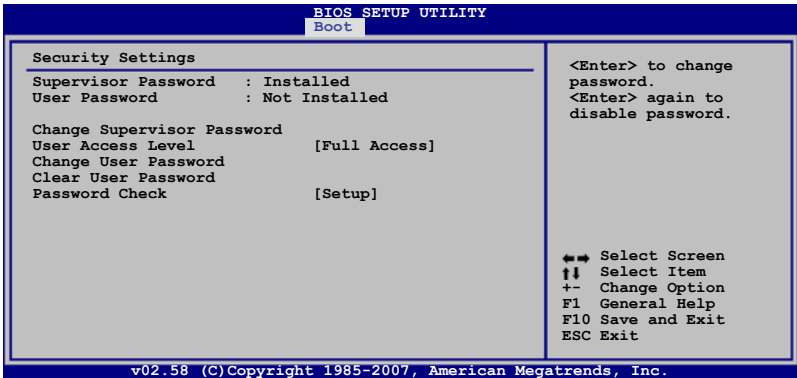 BIOS SETUP UTILITY
Boot
Security Settings
Supervisor Password : Installed
User Password : Not Installed
Change Supervisor Password
User Access Level [Full Access]
Change User Password
Clear User Password
Password Check [Setup]
<Enter> to change
password.
<Enter> again to
disable password.
Select Screen
Select Item
+- Change Option
F1 General Help
F10 Save and Exit
ESC Exit
v02.58 (C)Copyright 1985-2007, American Megatrends, Inc.